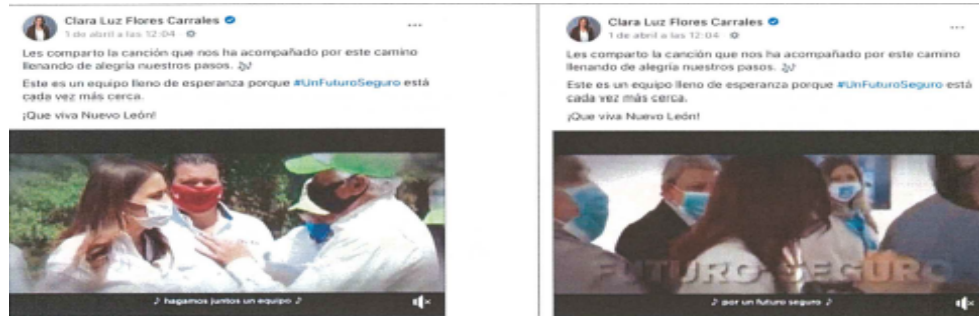 Clara Luz Flores Carrales
1 de abril a las 12:04
Les comparto la canción que nos ha acompañado por este camino
llenando de alegría nuestros pasos. 🎶
Este es un equipo lleno de esperanza porque #UnFuturoSeguro está
cada vez más cerca.
¡Que viva Nuevo León!
♪ hagamos juntos un equipo ♪
Clara Luz Flores Carrales
1 de abril a las 12:04
Les comparto la canción que nos ha acompañado por este camino
llenando de alegría nuestros pasos. 🎶
Este es un equipo lleno de esperanza porque #UnFuturoSeguro está
cada vez más cerca.
¡Que viva Nuevo León!
FUTURO SEGURO
♪ por un futuro seguro ♪